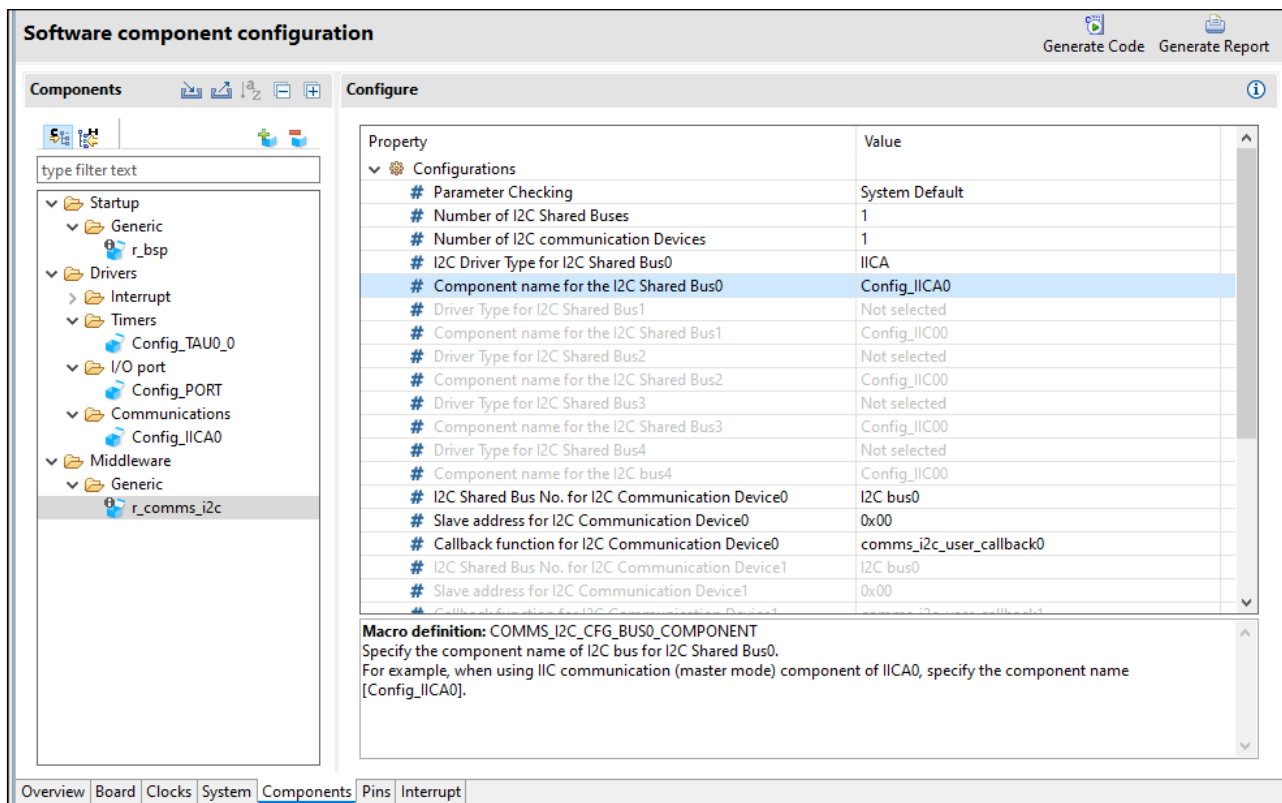 Software component configuration
Generate Code Generate Report
Components
Configure
type filter text
Startup
Generic
r_bsp
Drivers
Interrupt
Timers
Config_TAU0_0
I/O port
Config_PORT
Communications
Config_IICA0
Middleware
Generic
r_comms_i2c
Property Value
Configurations
# Parameter Checking System Default
# Number of I2C Shared Buses 1
# Number of I2C communication Devices 1
# I2C Driver Type for I2C Shared Bus0 IICA
# Component name for the I2C Shared Bus0 Config_IICA0
# Driver Type for I2C Shared Bus1 Not selected
# Component name for the I2C Shared Bus1 Config_IIC00
# Driver Type for I2C Shared Bus2 Not selected
# Component name for the I2C Shared Bus2 Config_IIC00
# Driver Type for I2C Shared Bus3 Not selected
# Component name for the I2C Shared Bus3 Config_IIC00
# Driver Type for I2C Shared Bus4 Not selected
# Component name for the I2C bus4 Config_IIC00
# I2C Shared Bus No. for I2C Communication Device0 I2C bus0
# Slave address for I2C Communication Device0 0x00
# Callback function for I2C Communication Device0 comms_i2c_user_callback0
# I2C Shared Bus No. for I2C Communication Device1 I2C bus0
# Slave address for I2C Communication Device1 0x00
# Callback function for I2C Communication Device1 comms_i2c_user_callback1
Macro definition: COMMS_I2C_CFG_BUS0_COMPONENT
Specify the component name of I2C bus for I2C Shared Bus0.
For example, when using IIC communication (master mode) component of IICA0, specify the component name
[Config_IICA0].
Overview Board Clocks System Components Pins Interrupt